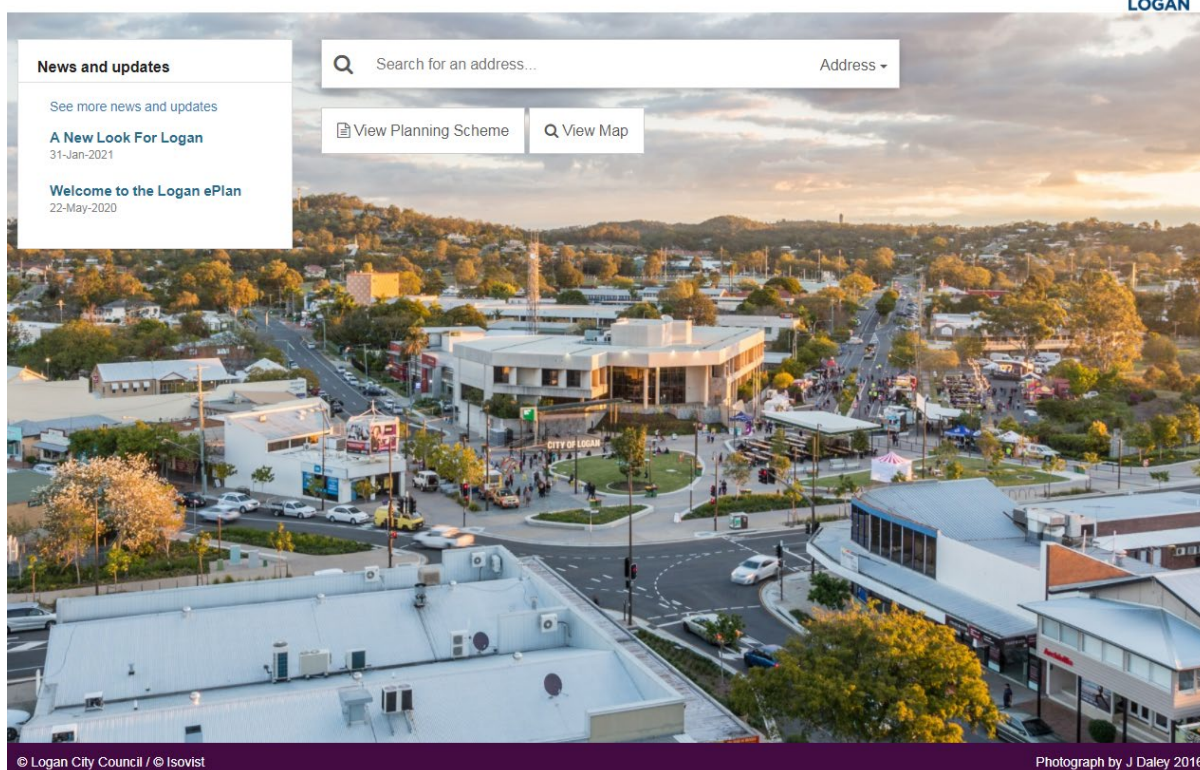 LOGAN
News and updates
See more news and updates
A New Look For Logan
31-Jan-2021
Welcome to the Logan ePlan
22-May-2020
Search for an address...
Address
View Planning Scheme
View Map
CITY OF LOGAN
© Logan City Council / © Isovist
Photograph by J Daley 2016